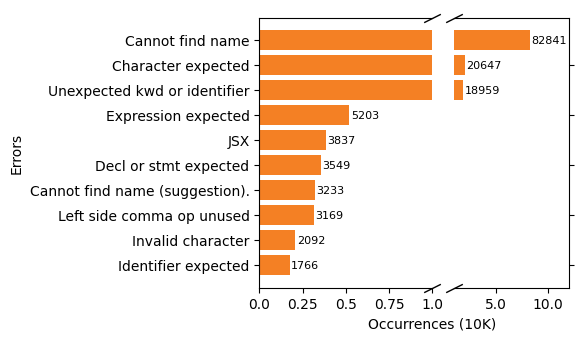 Cannot find name
82841
Character expected
20647
Unexpected kwd or identifier
18959
Expression expected
5203
JSX
3837
Decl or stmt expected
3549
Cannot find name (suggestion).
3233
Left side comma op unused
3169
Invalid character
2092
Identifier expected
1766
Errors
0.0 0.25 0.5 0.75 1.0 5.0 10.0
Occurrences (10K)